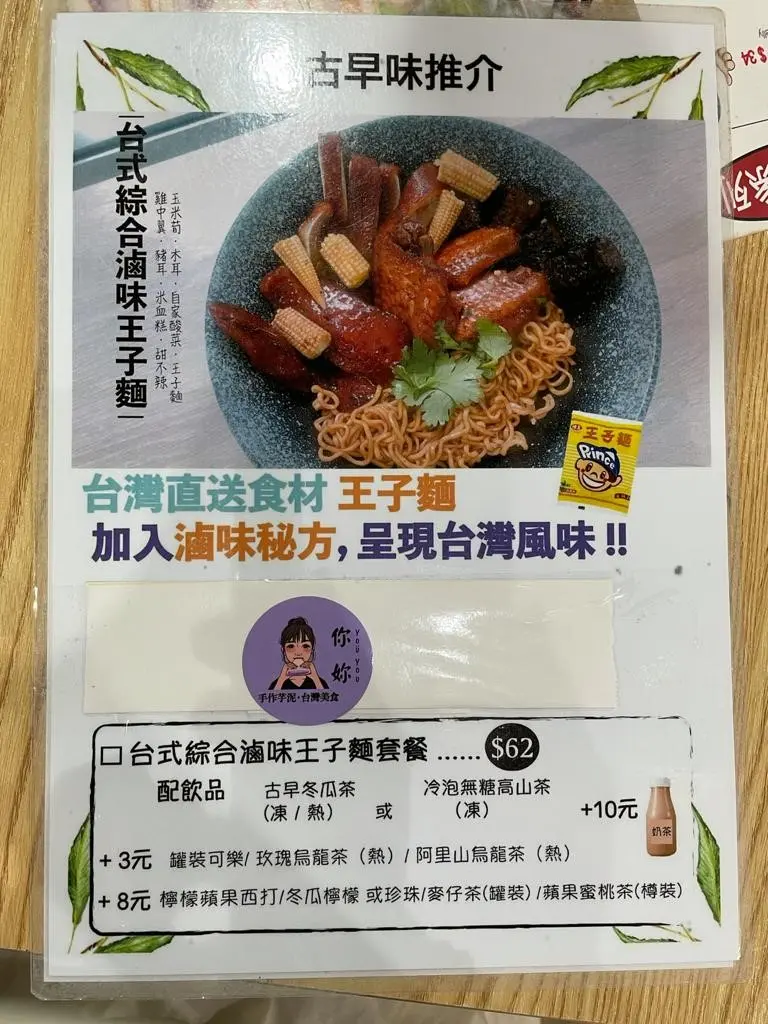 古早味推介
台式綜合滷味王子麵
玉米荀．木耳．自家酸菜．王子麵
雞中翼．豬耳．米血糕．甜不辣
王子麵
Prince
台灣直送食材 王子麵
加入滷味秘方, 呈現台灣風味 !!
你妳
you you
手作芋泥·台灣美食
□ 台式綜合滷味王子麵套餐 ...... $62
配飲品 古早冬瓜茶 (凍 / 熱) 或 冷泡無糖高山茶 (凍) +10元
奶茶
+ 3元 罐裝可樂/ 玫瑰烏龍茶（熱）/ 阿里山烏龍茶（熱）
+ 8元 檸檬蘋果西打/冬瓜檸檬 或珍珠/麥仔茶(罐裝) /蘋果蜜桃茶(樽裝)
$34
系列